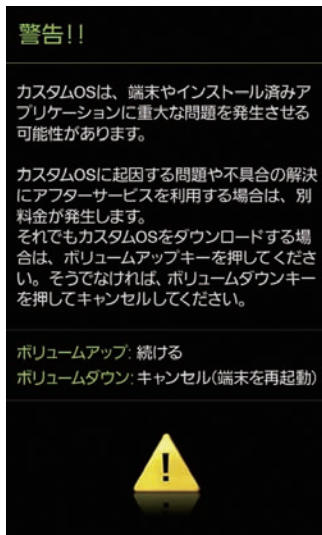 警告!!
カスタムOSは、端末やインストール済みア
プリケーションに重大な問題を発生させる
可能性があります。
カスタムOSに起因する問題や不具合の解決
にアフターサービスを利用する場合は、別
料金が発生します。
それでもカスタムOSをダウンロードする場
合は、ボリュームアップキーを押してくださ
い。そうでなければ、ボリュームダウンキー
を押してキャンセルしてください。
ボリュームアップ: 続ける
ボリュームダウン: キャンセル(端末を再起動)